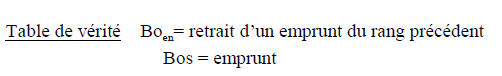 Table de vérité Boen= retrait d’un emprunt du rang précédent
Bos = emprunt